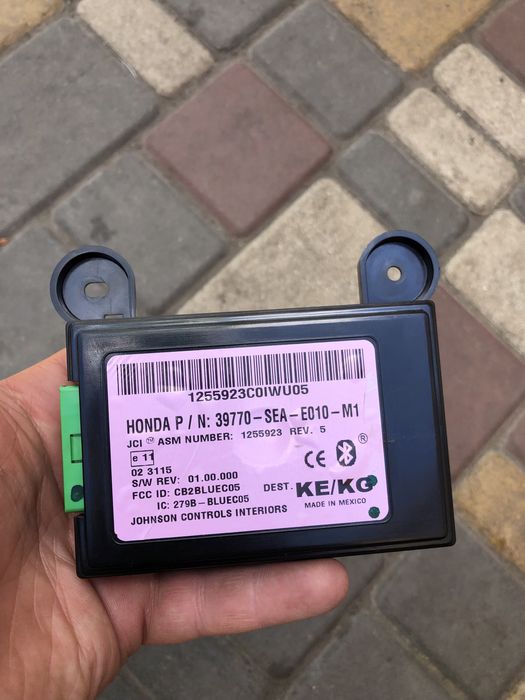 1255923C0IWU05
HONDA P / N: 39770-SEA-E010-M1
JCI TM ASM NUMBER: 1255923 REV. 5
e 11
02 3115
S/W REV: 01.00.000
FCC ID: CB2BLUEC05
IC: 279B-BLUEC05
JOHNSON CONTROLS INTERIORS
CE ®
DEST. KE/KG
MADE IN MEXICO